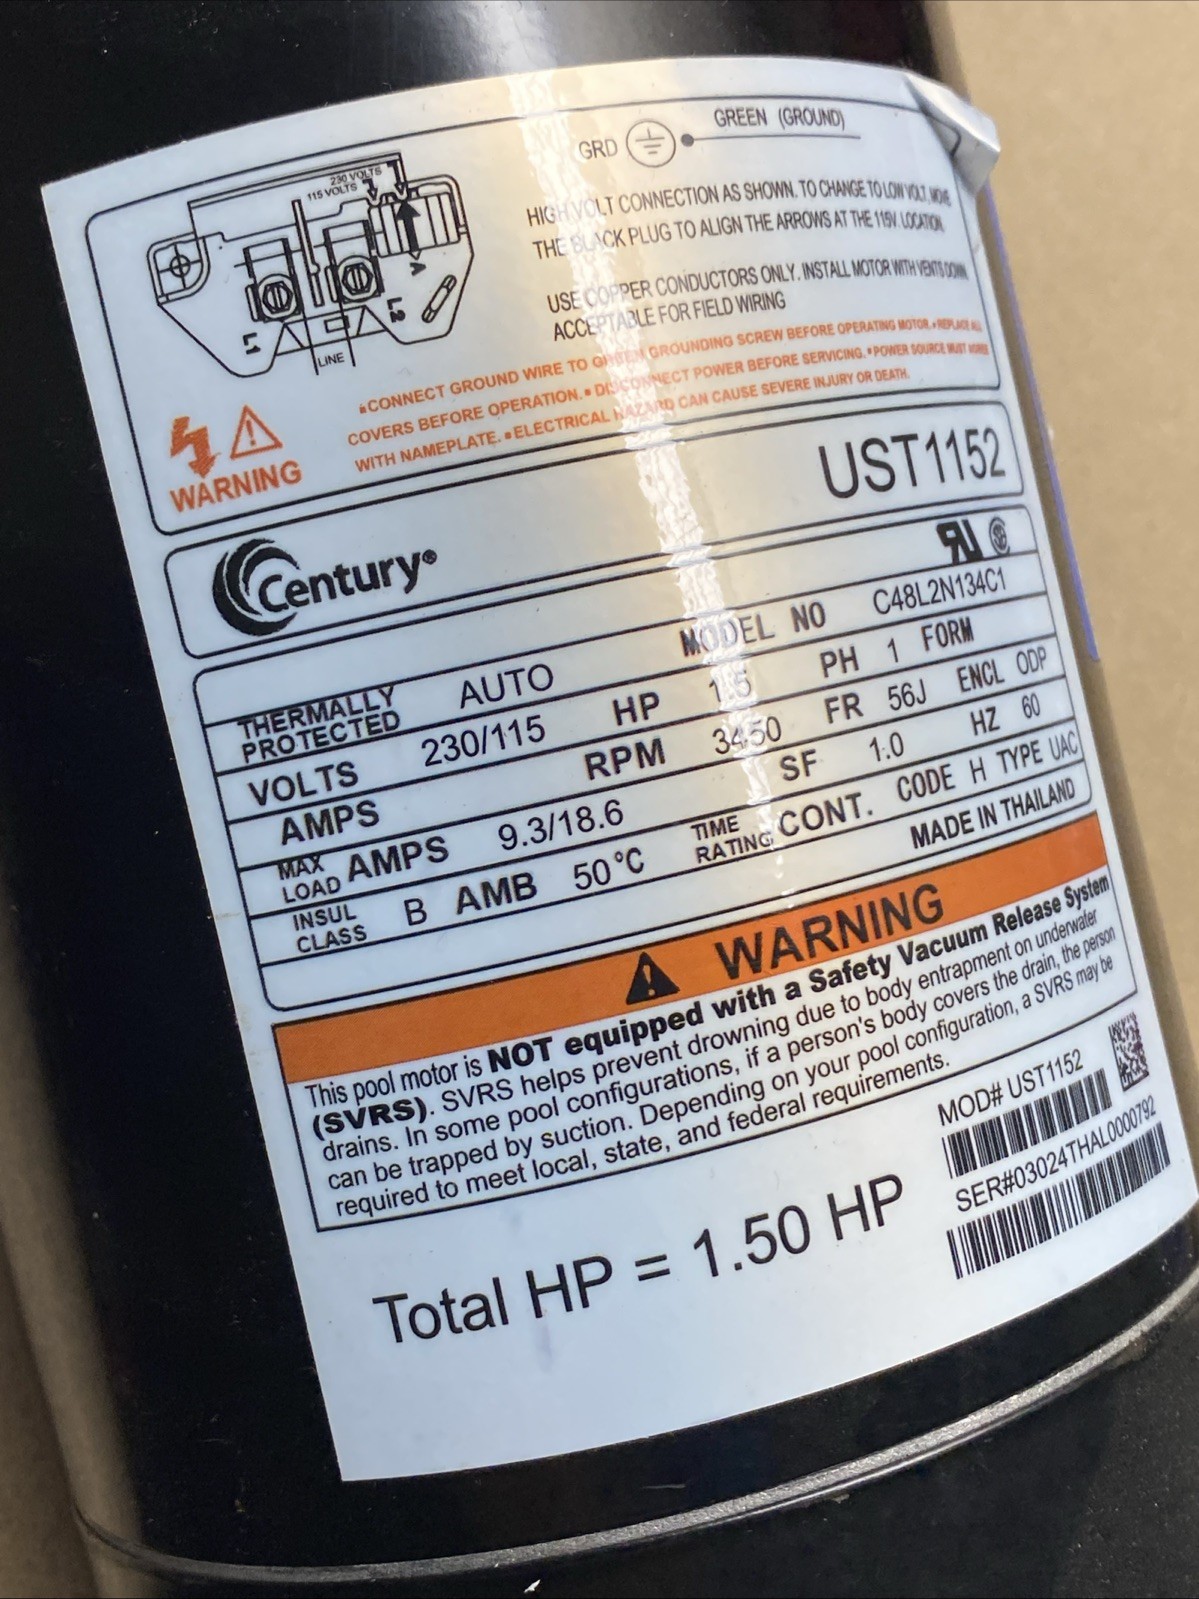 GRD GREEN (GROUND)
230 VOLTS
115 VOLTS
A
L1
L2
LINE
HIGH VOLT CONNECTION AS SHOWN. TO CHANGE TO LOW VOLT, MOVE
THE BLACK PLUG TO ALIGN THE ARROWS AT THE 115V. LOCATION.
USE COPPER CONDUCTORS ONLY. INSTALL MOTOR WITH VENTS DOWN.
ACCEPTABLE FOR FIELD WIRING
WARNING
▪CONNECT GROUND WIRE TO GREEN GROUNDING SCREW BEFORE OPERATING MOTOR.▪REPLACE ALL
COVERS BEFORE OPERATION.▪DISCONNECT POWER BEFORE SERVICING.▪POWER SOURCE MUST AGREE
WITH NAMEPLATE.▪ELECTRICAL HAZARD CAN CAUSE SEVERE INJURY OR DEATH.
UST1152
Century®
THERMALLY PROTECTED AUTO MODEL NO C48L2N134C1
VOLTS 230/115 HP 1.5 PH 1 FORM
AMPS RPM 3450 FR 56J ENCL ODP
MAX LOAD AMPS 9.3/18.6 SF 1.0 HZ 60
INSUL CLASS B AMB 50°C TIME RATING CONT. CODE H TYPE UAC
MADE IN THAILAND
WARNING
This pool motor is NOT equipped with a Safety Vacuum Release System
(SVRS). SVRS helps prevent drowning due to body entrapment on underwater
drains. In some pool configurations, if a person's body covers the drain, the person
can be trapped by suction. Depending on your pool configuration, a SVRS may be
required to meet local, state, and federal requirements.
MOD# UST1152
SER#03024THAL0000792
Total HP = 1.50 HP